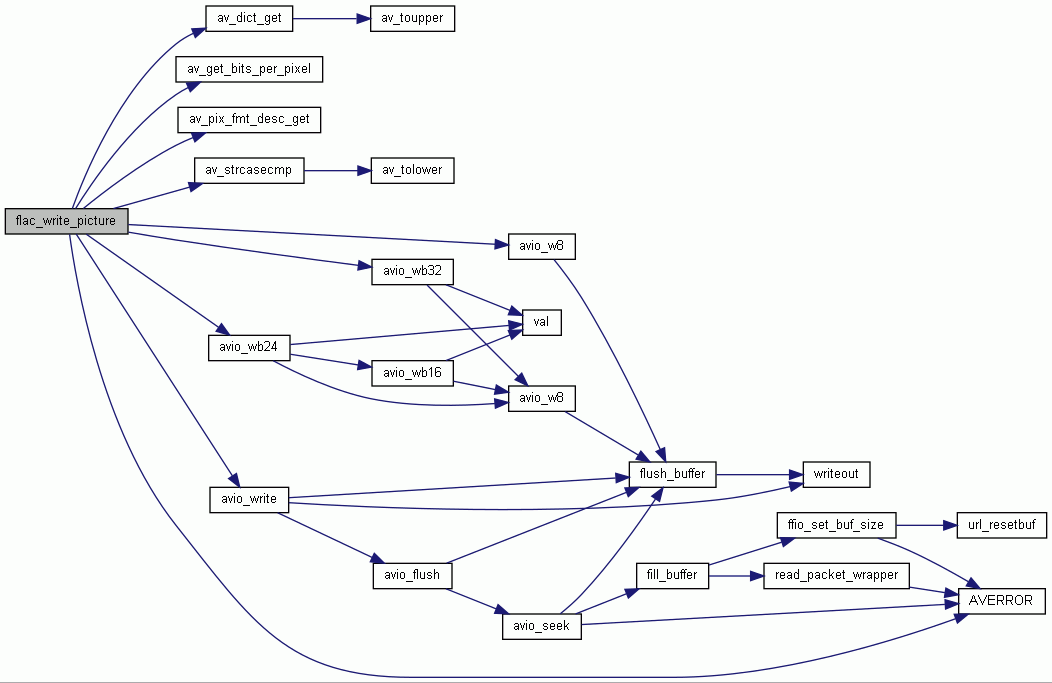 av_dict_get
av_toupper
av_get_bits_per_pixel
av_pix_fmt_desc_get
av_strcasecmp
av_tolower
flac_write_picture
avio_w8
avio_wb32
val
avio_wb24
avio_wb16
avio_w8
flush_buffer
writeout
avio_write
ffio_set_buf_size
url_resetbuf
avio_flush
fill_buffer
read_packet_wrapper
AVERROR
avio_seek